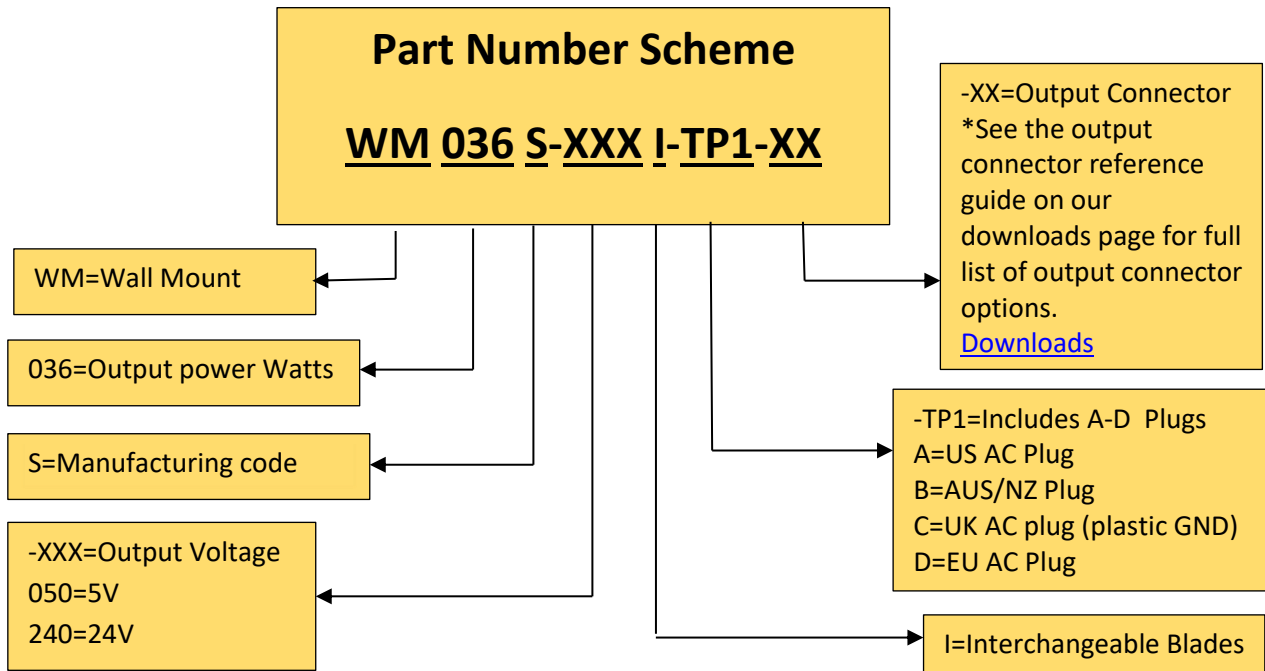 Part Number Scheme
WM 036 S-XXX I-TP1-XX
WM=Wall Mount
036=Output power Watts
S=Manufacturing code
-XXX=Output Voltage
050=5V
240=24V
-XX=Output Connector
*See the output
connector reference
guide on our
downloads page for full
list of output connector
options.
Downloads
-TP1=Includes A-D Plugs
A=US AC Plug
B=AUS/NZ Plug
C=UK AC plug (plastic GND)
D=EU AC Plug
I=Interchangeable Blades